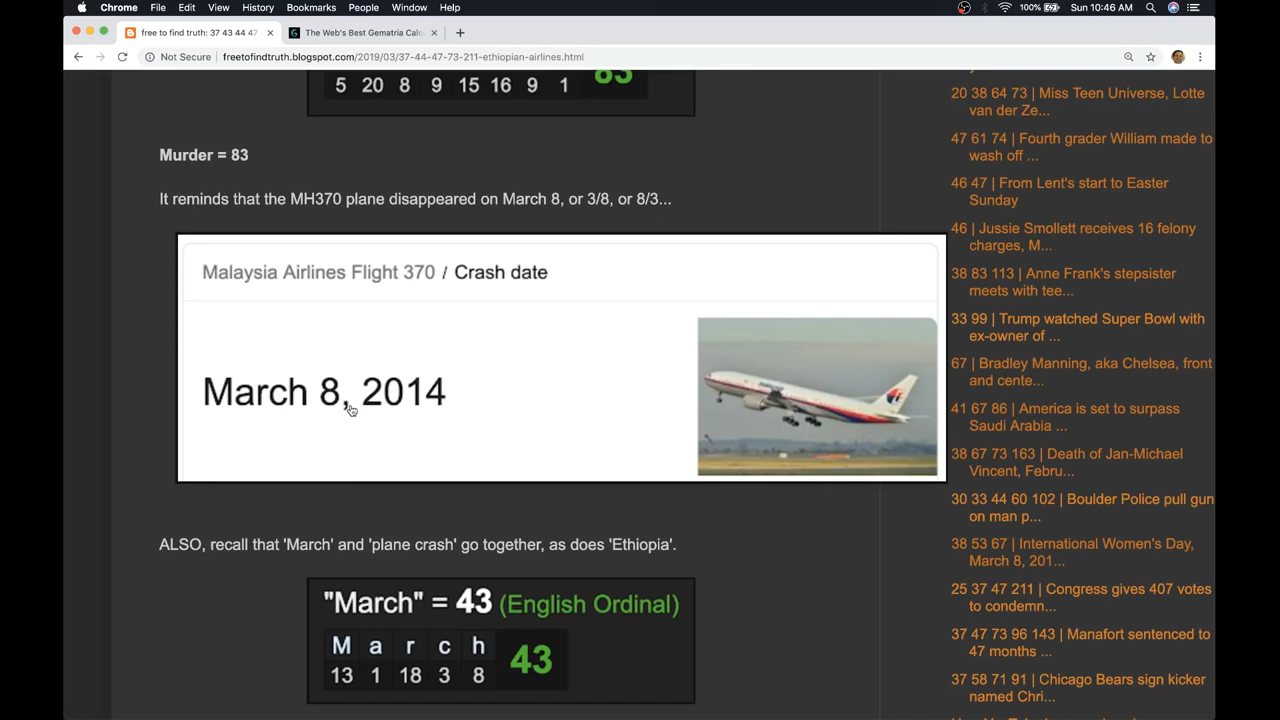 Chrome File Edit View History Bookmarks People Window Help 100% Sun 10:46 AM
free to find truth: 37 43 44 47 The Web's Best Gematria Calc
Not Secure freetofindtruth.blogspot.com/2019/03/37-44-47-73-211-ethiopian-airlines.html
5 20 8 9 15 16 9 1 83
Murder = 83
It reminds that the MH370 plane disappeared on March 8, or 3/8, or 8/3...
Malaysia Airlines Flight 370 / Crash date
March 8, 2014
ALSO, recall that 'March' and 'plane crash' go together, as does 'Ethiopia'.
"March" = 43 (English Ordinal)
M a r c h
13 1 18 3 8 43
20 38 64 73 | Miss Teen Universe, Lotte
van der Ze...
47 61 74 | Fourth grader William made to
wash off ...
46 47 | From Lent's start to Easter
Sunday
46 | Jussie Smollett receives 16 felony
charges, M...
38 83 113 | Anne Frank's stepsister
meets with tee...
33 99 | Trump watched Super Bowl with
ex-owner of ...
67 | Bradley Manning, aka Chelsea, front
and cente...
41 67 86 | America is set to surpass
Saudi Arabia ...
38 67 73 163 | Death of Jan-Michael
Vincent, Febru...
30 33 44 60 102 | Boulder Police pull gun
on man p...
38 53 67 | International Women's Day,
March 8, 201...
25 37 47 211 | Congress gives 407 votes
to condemn...
37 47 73 96 143 | Manafort sentenced to
47 months ...
37 58 71 91 | Chicago Bears sign kicker
named Chri...